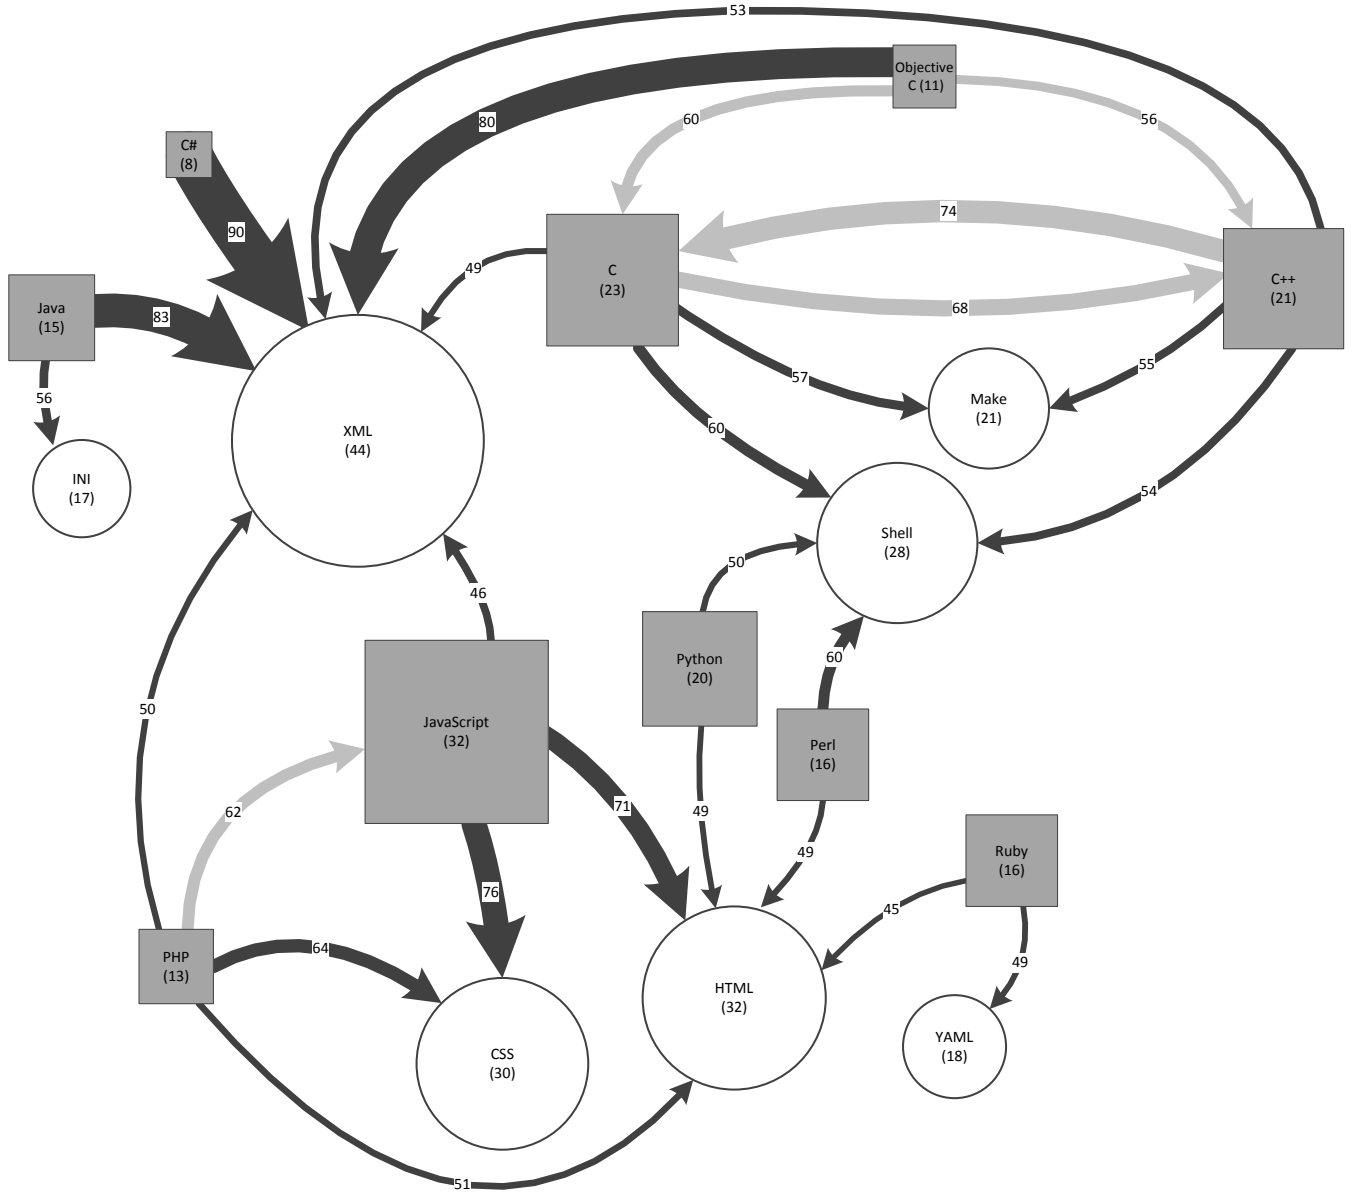 53
Objective
C (11)
80
60
56
C#
(8)
90
74
49
C
(23)
C++
(21)
Java
(15)
83
68
56
57
55
Make
(21)
60
XML
(44)
INI
(17)
54
Shell
(28)
50
46
Python
(20)
60
50
JavaScript
(32)
Perl
(16)
62
71
49
49
Ruby
(16)
76
45
64
PHP
(13)
49
HTML
(32)
YAML
(18)
CSS
(30)
51